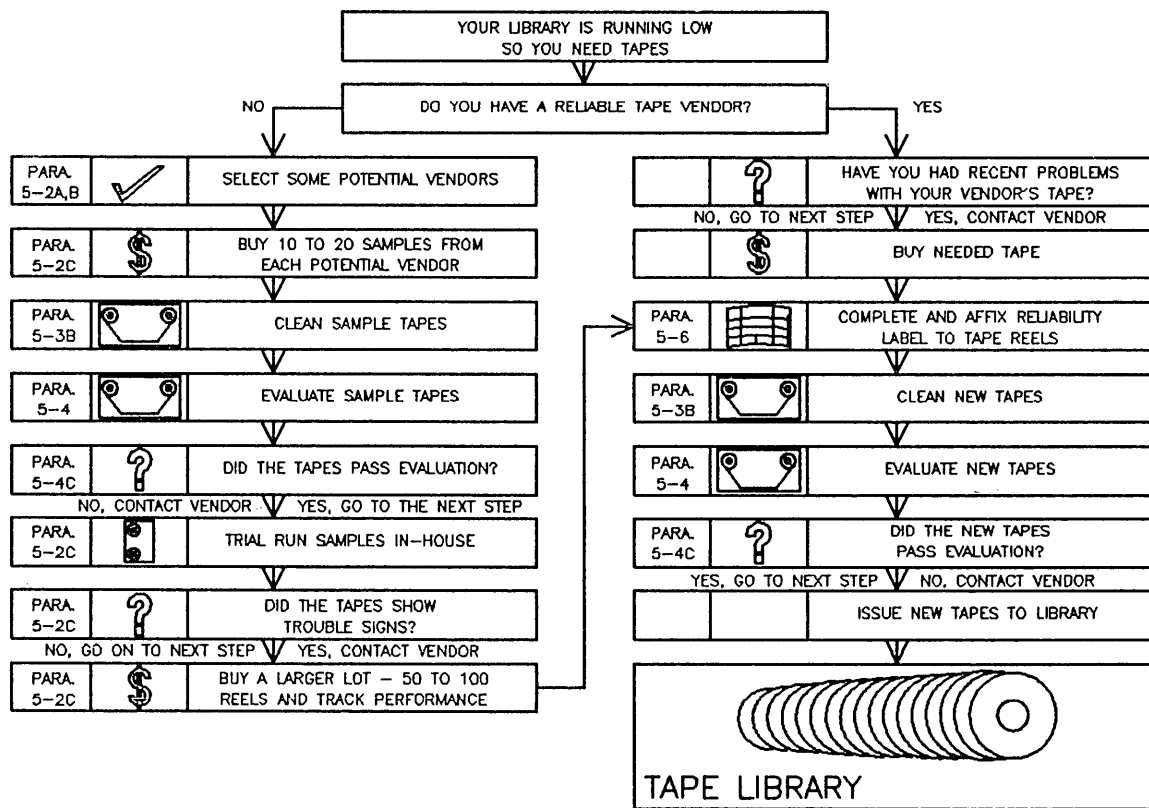 YOUR LIBRARY IS RUNNING LOW
SO YOU NEED TAPES
DO YOU HAVE A RELIABLE TAPE VENDOR?
NO
YES
PARA.
5-2A,B
SELECT SOME POTENTIAL VENDORS
PARA.
5-2C
$
BUY 10 TO 20 SAMPLES FROM
EACH POTENTIAL VENDOR
PARA.
5-3B
CLEAN SAMPLE TAPES
PARA.
5-4
EVALUATE SAMPLE TAPES
PARA.
5-4C
?
DID THE TAPES PASS EVALUATION?
NO, CONTACT VENDOR
YES, GO TO THE NEXT STEP
PARA.
5-2C
TRIAL RUN SAMPLES IN-HOUSE
PARA.
5-2C
?
DID THE TAPES SHOW
TROUBLE SIGNS?
NO, GO ON TO NEXT STEP
YES, CONTACT VENDOR
PARA.
5-2C
$
BUY A LARGER LOT - 50 TO 100
REELS AND TRACK PERFORMANCE
?
HAVE YOU HAD RECENT PROBLEMS
WITH YOUR VENDOR'S TAPE?
NO, GO TO NEXT STEP
YES, CONTACT VENDOR
$
BUY NEEDED TAPE
PARA.
5-6
COMPLETE AND AFFIX RELIABILITY
LABEL TO TAPE REELS
PARA.
5-3B
CLEAN NEW TAPES
PARA.
5-4
EVALUATE NEW TAPES
PARA.
5-4C
?
DID THE NEW TAPES
PASS EVALUATION?
YES, GO TO NEXT STEP
NO, CONTACT VENDOR
ISSUE NEW TAPES TO LIBRARY
TAPE LIBRARY